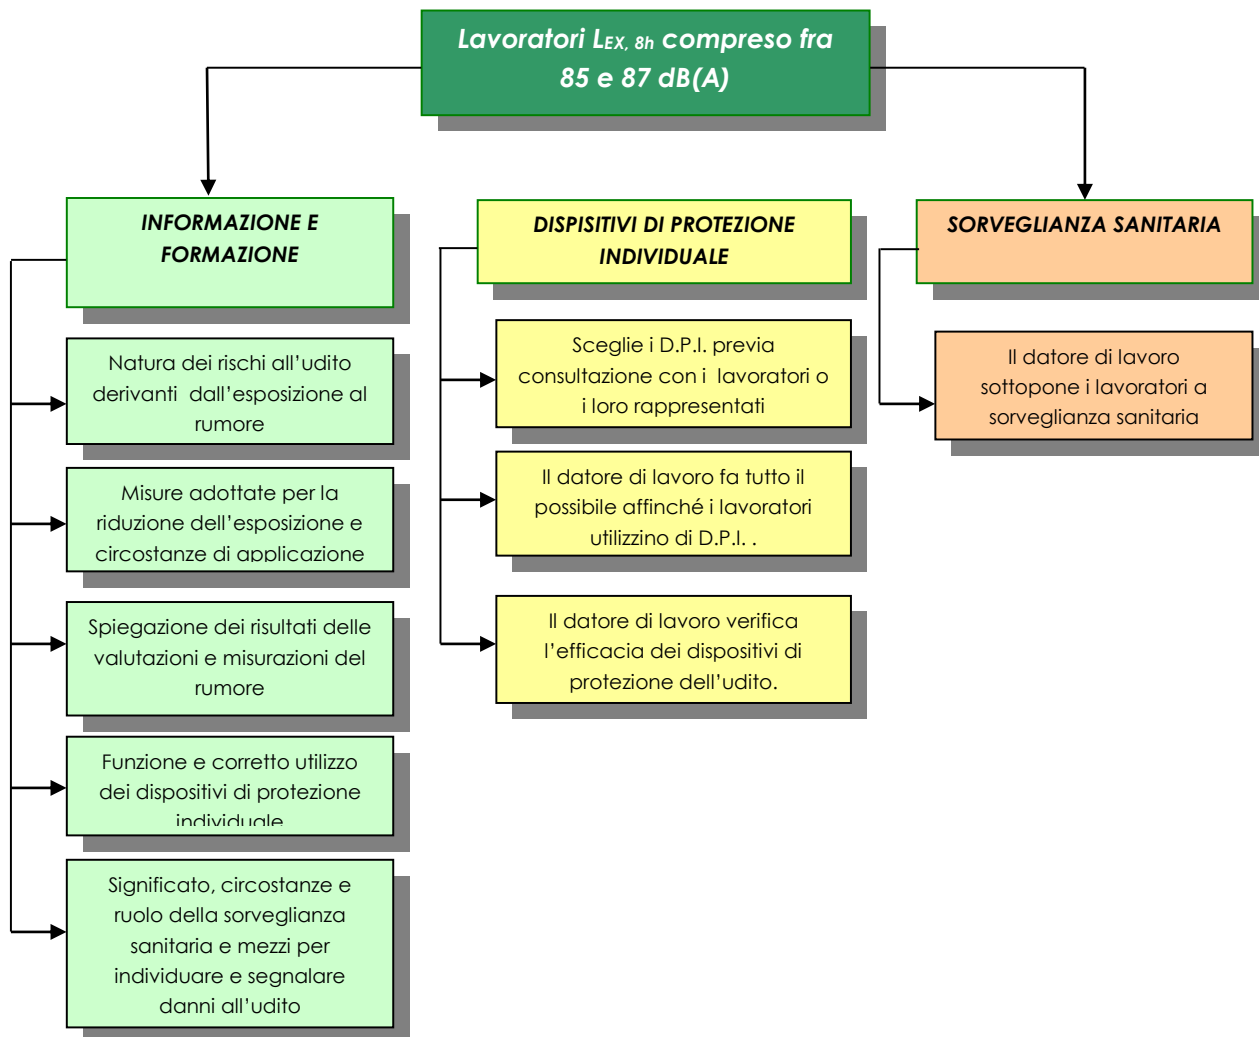 Lavoratori LEX, 8h compreso fra
85 e 87 dB(A)
INFORMAZIONE E
FORMAZIONE
Natura dei rischi all'udito
derivanti dall'esposizione al
rumore
Misure adottate per la
riduzione dell'esposizione e
circostanze di applicazione
Spiegazione dei risultati delle
valutazioni e misurazioni del
rumore
Funzione e corretto utilizzo
dei dispositivi di protezione
individuale
Significato, circostanze e
ruolo della sorveglianza
sanitaria e mezzi per
individuare e segnalare
danni all'udito
DISPISITIVI DI PROTEZIONE
INDIVIDUALE
Sceglie i D.P.I. previa
consultazione con i lavoratori o
i loro rappresentati
Il datore di lavoro fa tutto il
possibile affinché i lavoratori
utilizzino di D.P.I. .
Il datore di lavoro verifica
l'efficacia dei dispositivi di
protezione dell'udito.
SORVEGLIANZA SANITARIA
Il datore di lavoro
sottopone i lavoratori a
sorveglianza sanitaria